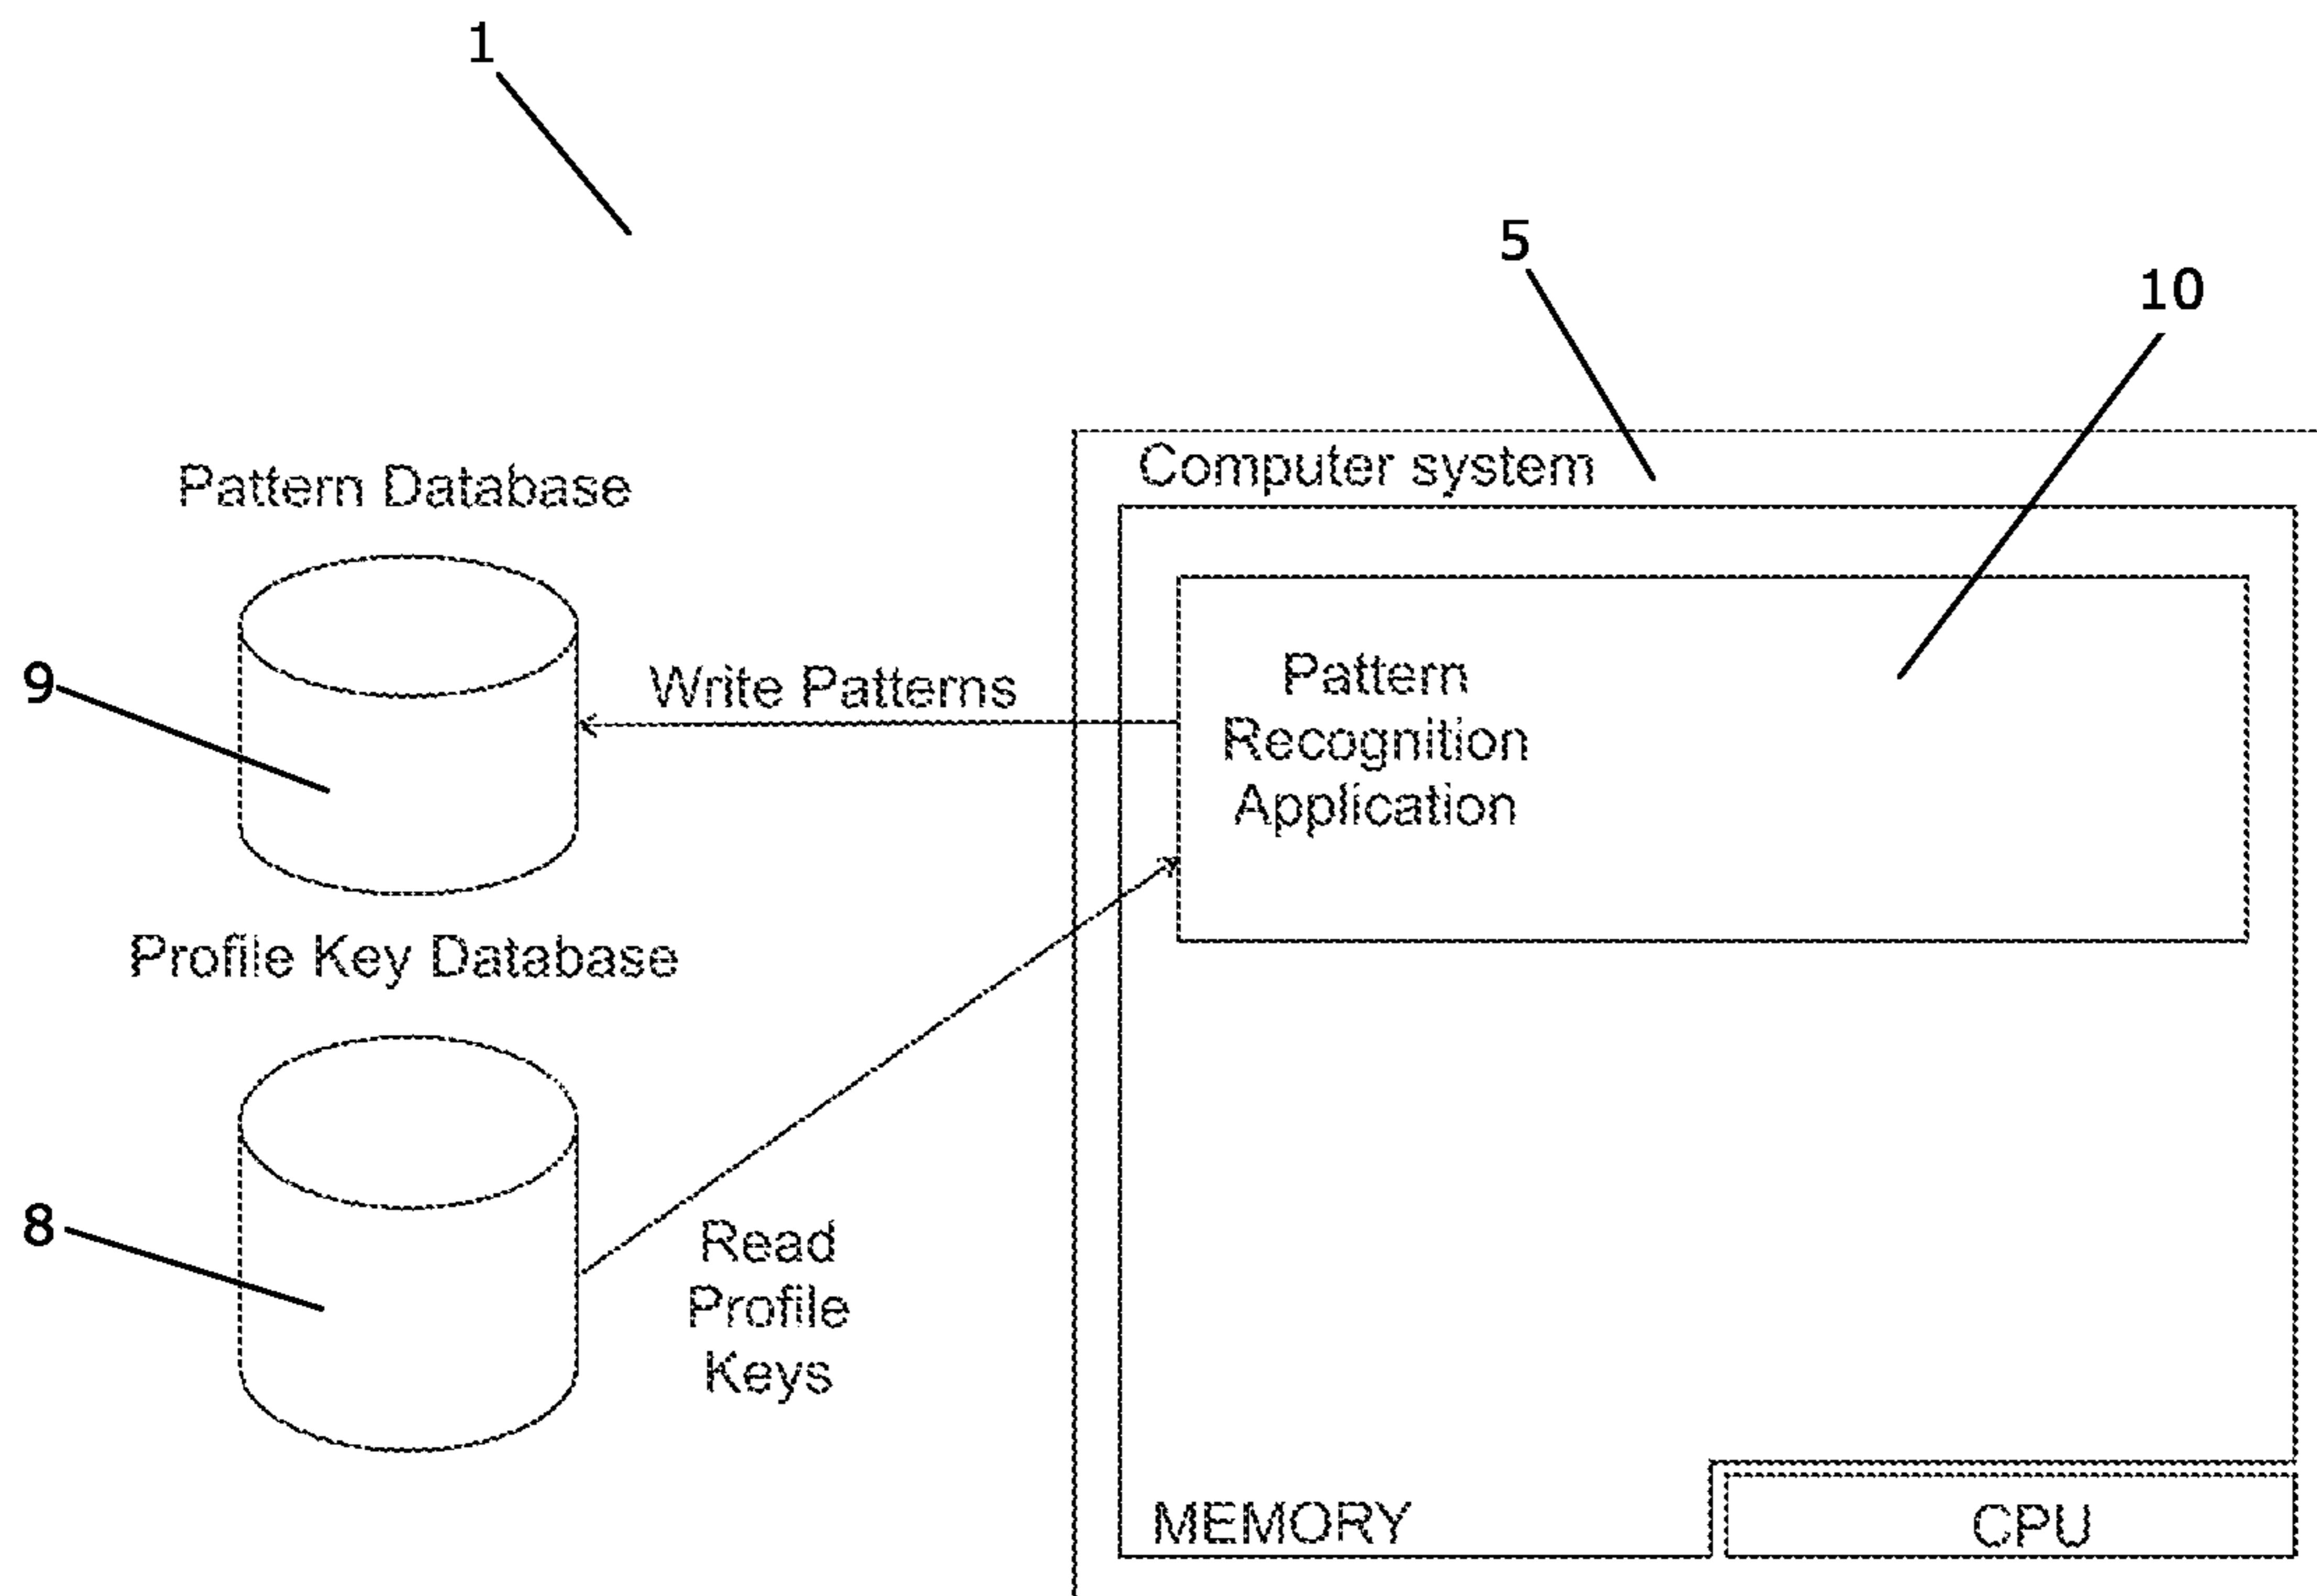 1
5
10
Computer system
Pattern Database
9
Write Patterns
Pattern
Recognition
Application
Profile Key Database
8
Read
Profile
Keys
MEMORY
CPU